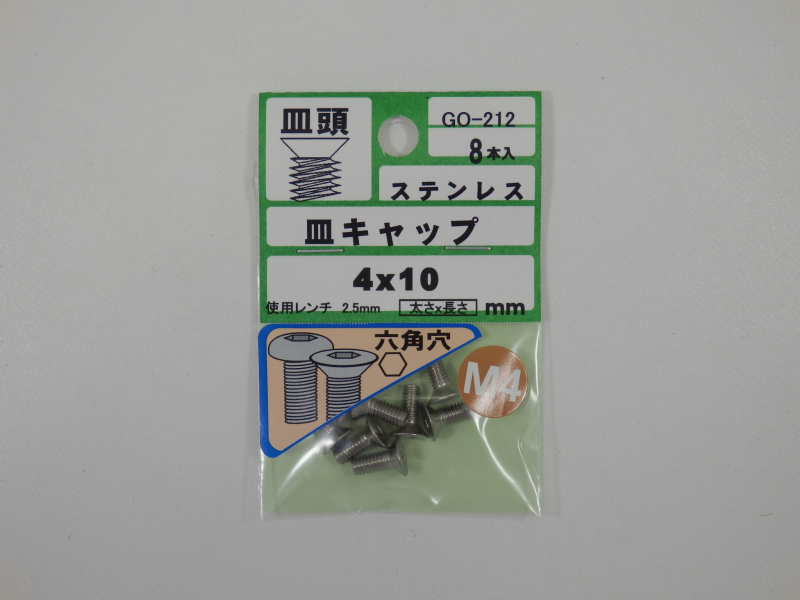 皿頭
GO-212
8本入
ステンレス
皿キャップ
4x10
使用レンチ 2.5mm 太さx長さ mm
六角穴
M4